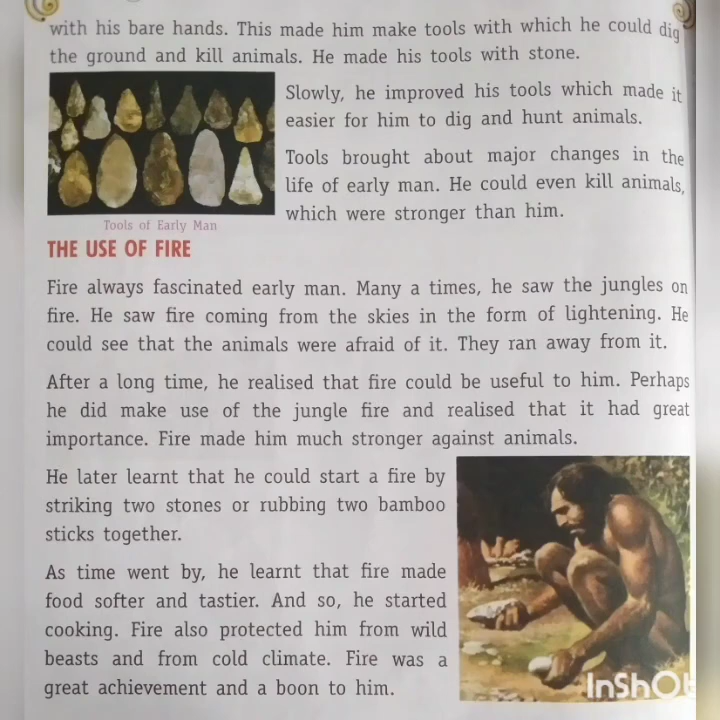 with his bare hands. This made him make tools with which he could dig
the ground and kill animals. He made his tools with stone.
Slowly, he improved his tools which made it
easier for him to dig and hunt animals.
Tools brought about major changes in the
life of early man. He could even kill animals,
which were stronger than him.
Tools of Early Man
THE USE OF FIRE
Fire always fascinated early man. Many a times, he saw the jungles on
fire. He saw fire coming from the skies in the form of lightening. He
could see that the animals were afraid of it. They ran away from it.
After a long time, he realised that fire could be useful to him. Perhaps
he did make use of the jungle fire and realised that it had great
importance. Fire made him much stronger against animals.
He later learnt that he could start a fire by
striking two stones or rubbing two bamboo
sticks together.
As time went by, he learnt that fire made
food softer and tastier. And so, he started
cooking. Fire also protected him from wild
beasts and from cold climate. Fire was a
great achievement and a boon to him.
InShOt